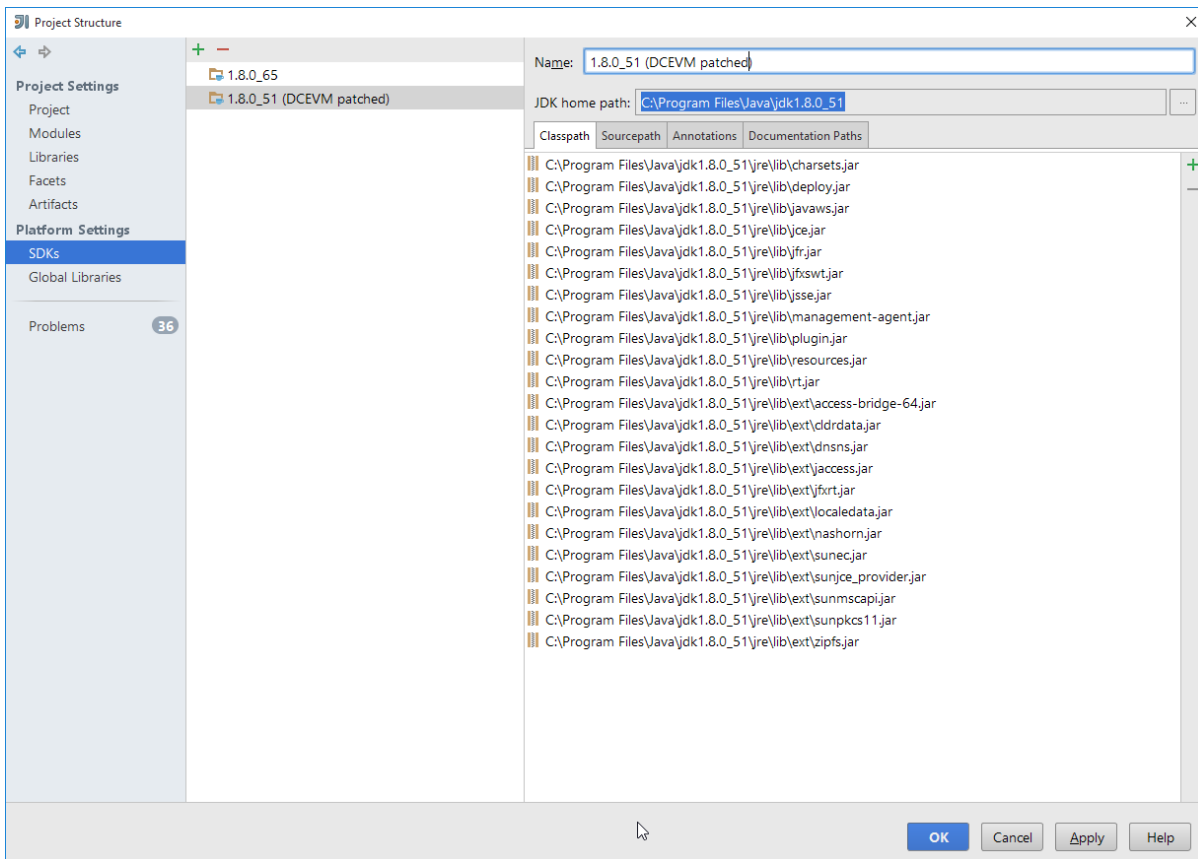 Project Structure
Project Settings
Project
Modules
Libraries
Facets
Artifacts
Platform Settings
SDKs
Global Libraries
Problems 36
1.8.0_65
1.8.0_51 (DCEVM patched)
Name: 1.8.0_51 (DCEVM patched)
JDK home path: C:\Program Files\Java\jdk1.8.0_51 ...
Classpath Sourcepath Annotations Documentation Paths
C:\Program Files\Java\jdk1.8.0_51\jre\lib\charsets.jar
C:\Program Files\Java\jdk1.8.0_51\jre\lib\deploy.jar
C:\Program Files\Java\jdk1.8.0_51\jre\lib\javaws.jar
C:\Program Files\Java\jdk1.8.0_51\jre\lib\jce.jar
C:\Program Files\Java\jdk1.8.0_51\jre\lib\jfr.jar
C:\Program Files\Java\jdk1.8.0_51\jre\lib\jfxswt.jar
C:\Program Files\Java\jdk1.8.0_51\jre\lib\jsse.jar
C:\Program Files\Java\jdk1.8.0_51\jre\lib\management-agent.jar
C:\Program Files\Java\jdk1.8.0_51\jre\lib\plugin.jar
C:\Program Files\Java\jdk1.8.0_51\jre\lib\resources.jar
C:\Program Files\Java\jdk1.8.0_51\jre\lib\rt.jar
C:\Program Files\Java\jdk1.8.0_51\jre\lib\ext\access-bridge-64.jar
C:\Program Files\Java\jdk1.8.0_51\jre\lib\ext\cldrdata.jar
C:\Program Files\Java\jdk1.8.0_51\jre\lib\ext\dnsns.jar
C:\Program Files\Java\jdk1.8.0_51\jre\lib\ext\jaccess.jar
C:\Program Files\Java\jdk1.8.0_51\jre\lib\ext\jfxrt.jar
C:\Program Files\Java\jdk1.8.0_51\jre\lib\ext\localedata.jar
C:\Program Files\Java\jdk1.8.0_51\jre\lib\ext\nashorn.jar
C:\Program Files\Java\jdk1.8.0_51\jre\lib\ext\sunec.jar
C:\Program Files\Java\jdk1.8.0_51\jre\lib\ext\sunjce_provider.jar
C:\Program Files\Java\jdk1.8.0_51\jre\lib\ext\sunmscapi.jar
C:\Program Files\Java\jdk1.8.0_51\jre\lib\ext\sunpkcs11.jar
C:\Program Files\Java\jdk1.8.0_51\jre\lib\ext\zipfs.jar
OK Cancel Apply Help